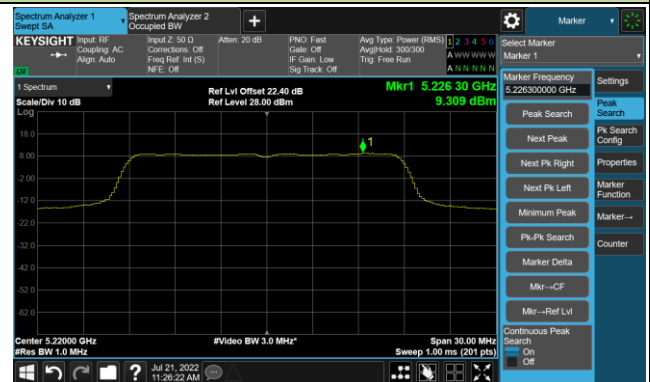 Spectrum Analyzer 1
Swept SA
Spectrum Analyzer 2
Occupied BW
Marker
KEYSIGHT
Input: RF
Coupling: AC
Align: Auto
Input Z: 50 Ω
Corrections: Off
Freq Ref: Int (S)
NFE: Off
Atten: 20 dB
PNO: Fast
Gate: Off
IF Gain: Low
Sig Track: Off
Avg Type: Power (RMS)
Avg|Hold: 300/300
Trig: Free Run
1 2 3 4 5 6
A W W W W W
A N N N N N
Select Marker
Marker 1
1 Spectrum
Scale/Div 10 dB
Log
Ref Lvl Offset 22.40 dB
Ref Level 28.00 dBm
Mkr1 5.226 30 GHz
9.309 dBm
1
18.0
8.00
-2.00
-12.0
-22.0
-32.0
-42.0
-52.0
-62.0
Center 5.22000 GHz
#Res BW 1.0 MHz
#Video BW 3.0 MHz*
Span 30.00 MHz
Sweep 1.00 ms (201 pts)
Marker Frequency
5.226300000 GHz
Peak Search
Next Peak
Next Pk Right
Next Pk Left
Minimum Peak
Pk-Pk Search
Marker Delta
Mkr→CF
Mkr→Ref Lvl
Continuous Peak
Search
On
Off
Settings
Peak
Search
Pk Search
Config
Properties
Marker
Function
Marker→
Counter
?
Jul 21, 2022
11:26:22 AM